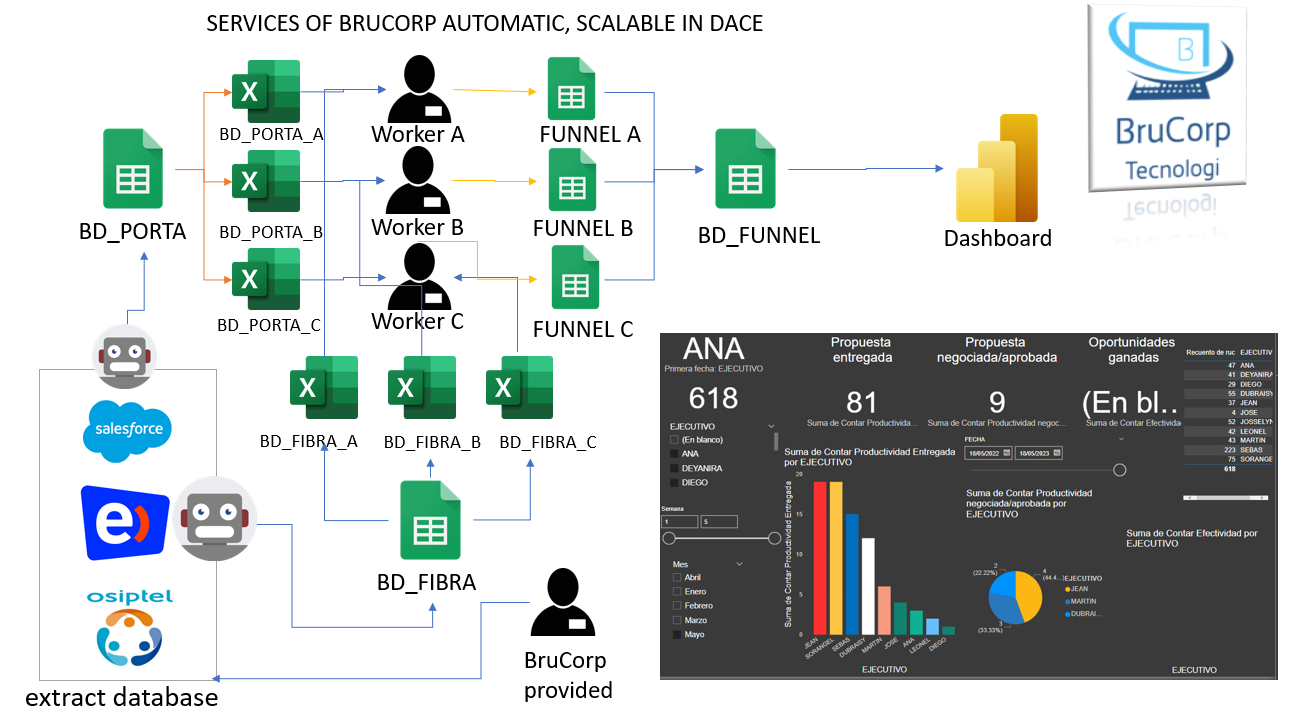 SERVICES OF BRUCORP AUTOMATIC, SCALABLE IN DACE
B
BruCorp
Tecnologi
X
BD_PORTA_A
Worker A
FUNNEL A
X
BD_PORTA
BD_PORTA_B
Worker B
FUNNEL B
BD_FUNNEL
Dashboard
X
BD_PORTA_C
Worker C
FUNNEL C
X
X
X
BD_FIBRA_A
BD_FIBRA_B
BD_FIBRA_C
salesforce
e)
osiptel
BD_FIBRA
BruCorp
provided
extract database
ANA
Primera fecha: EJECUTIVO
618
Propuesta
entregada
81
Suma de Contar Productivida...
Propuesta
negociada/aprobada
9
Suma de Contar Productividad negoc...
Oportunidades
ganadas
(En bl..
Suma de Contar Efectivida
Recuento de ruc EJECUTIV
47 ANA
41 DEYANIRA
29 DIEGO
55 DUBRAISY
37 JEAN
4 JOSE
52 JOSSELYN
42 LEONEL
43 MARTIN
223 SEBAS
75 SORANGE
618
EJECUTIVO
(En blanco)
ANA
DEYANIRA
DIEGO
Semana
1
5
Mes
Abril
Enero
Febrero
Marzo
Mayo
Suma de Contar Productividad Entregada
por EJECUTIVO
Suma de Contar Productividad Entregada
20
15
10
5
0
JEAN
SORANGEL
SEBAS
DUBRAISY
MARTIN
JOSE
ANA
LEONEL
DIEGO
EJECUTIVO
FECHA
18/05/2022
18/05/2023
Suma de Contar Productividad
negociada/aprobada por
EJECUTIVO
2
(22.22%)
4
(44.4...
3
(33.33%)
EJECUTIVO
JEAN
MARTIN
DUBRAI...
Suma de Contar Efectividad por
EJECUTIVO
EJECUTIVO